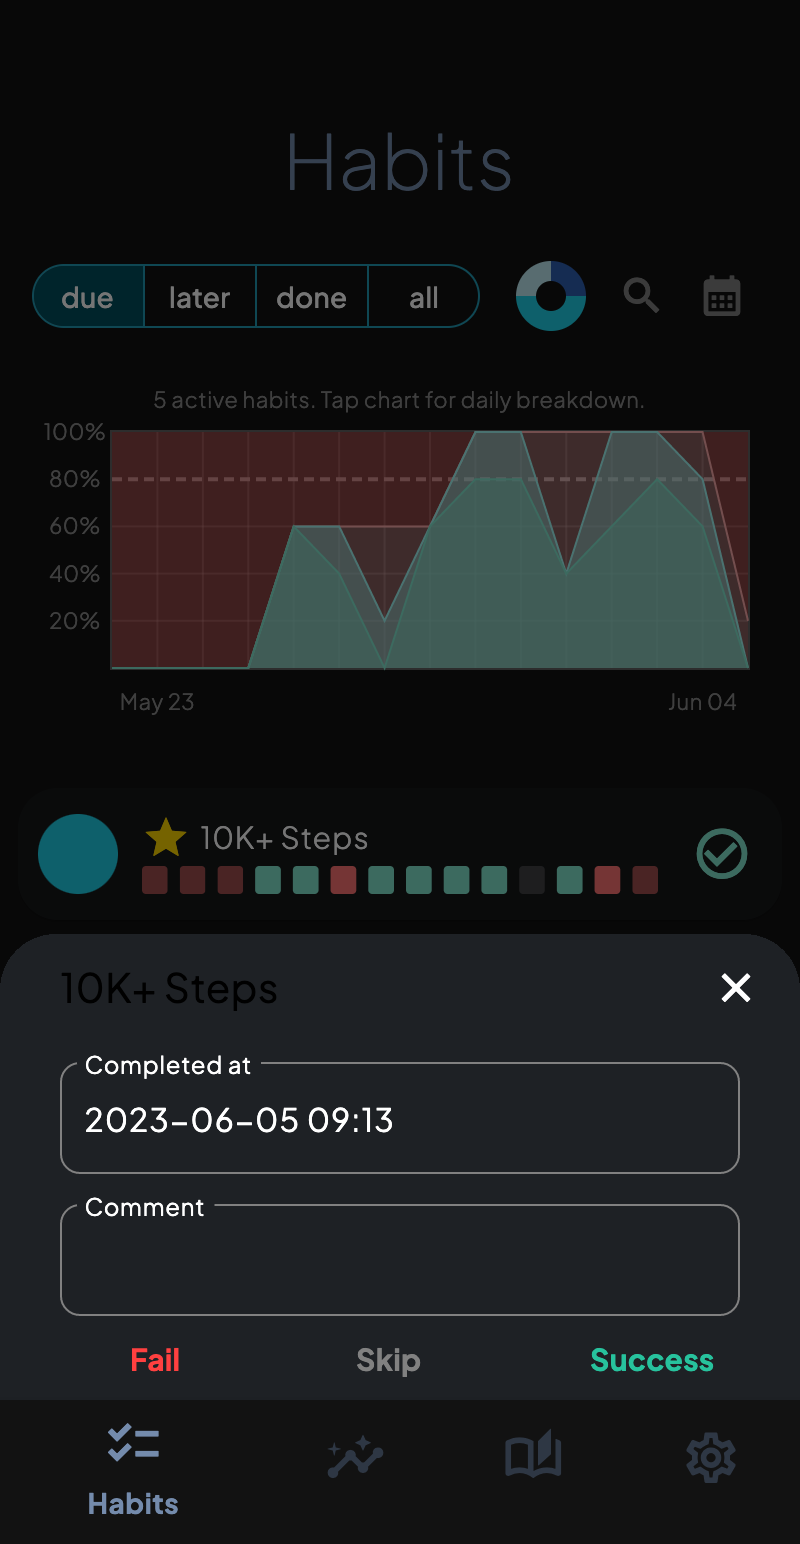 Habits
due later done all
5 active habits. Tap chart for daily breakdown.
100%
80%
60%
40%
20%
May 23 Jun 04
10K+ Steps
10K+ Steps
Completed at
2023-06-05 09:13
Comment
Fail Skip Success
Habits